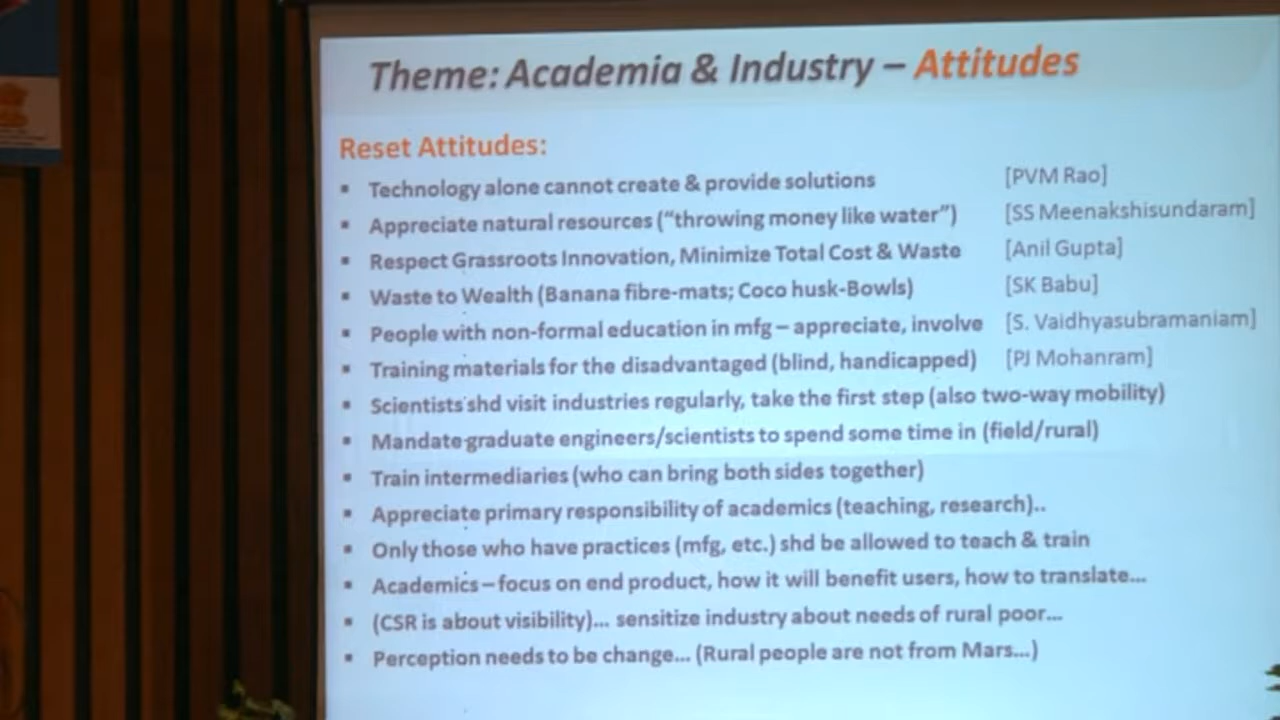 Theme: Academia & Industry – Attitudes
Reset Attitudes:
▪ Technology alone cannot create & provide solutions [PVM Rao]
▪ Appreciate natural resources (“throwing money like water”) [SS Meenakshisundaram]
▪ Respect Grassroots Innovation, Minimize Total Cost & Waste [Anil Gupta]
▪ Waste to Wealth (Banana fibre-mats; Coco husk-Bowls) [SK Babu]
▪ People with non-formal education in mfg – appreciate, involve [S. Vaidhyasubramaniam]
▪ Training materials for the disadvantaged (blind, handicapped) [PJ Mohanram]
▪ Scientists shd visit industries regularly, take the first step (also two-way mobility)
▪ Mandate graduate engineers/scientists to spend some time in (field/rural)
▪ Train intermediaries (who can bring both sides together)
▪ Appreciate primary responsibility of academics (teaching, research)..
▪ Only those who have practices (mfg, etc.) shd be allowed to teach & train
▪ Academics – focus on end product, how it will benefit users, how to translate...
▪ (CSR is about visibility)... sensitize industry about needs of rural poor...
▪ Perception needs to be change... (Rural people are not from Mars...)